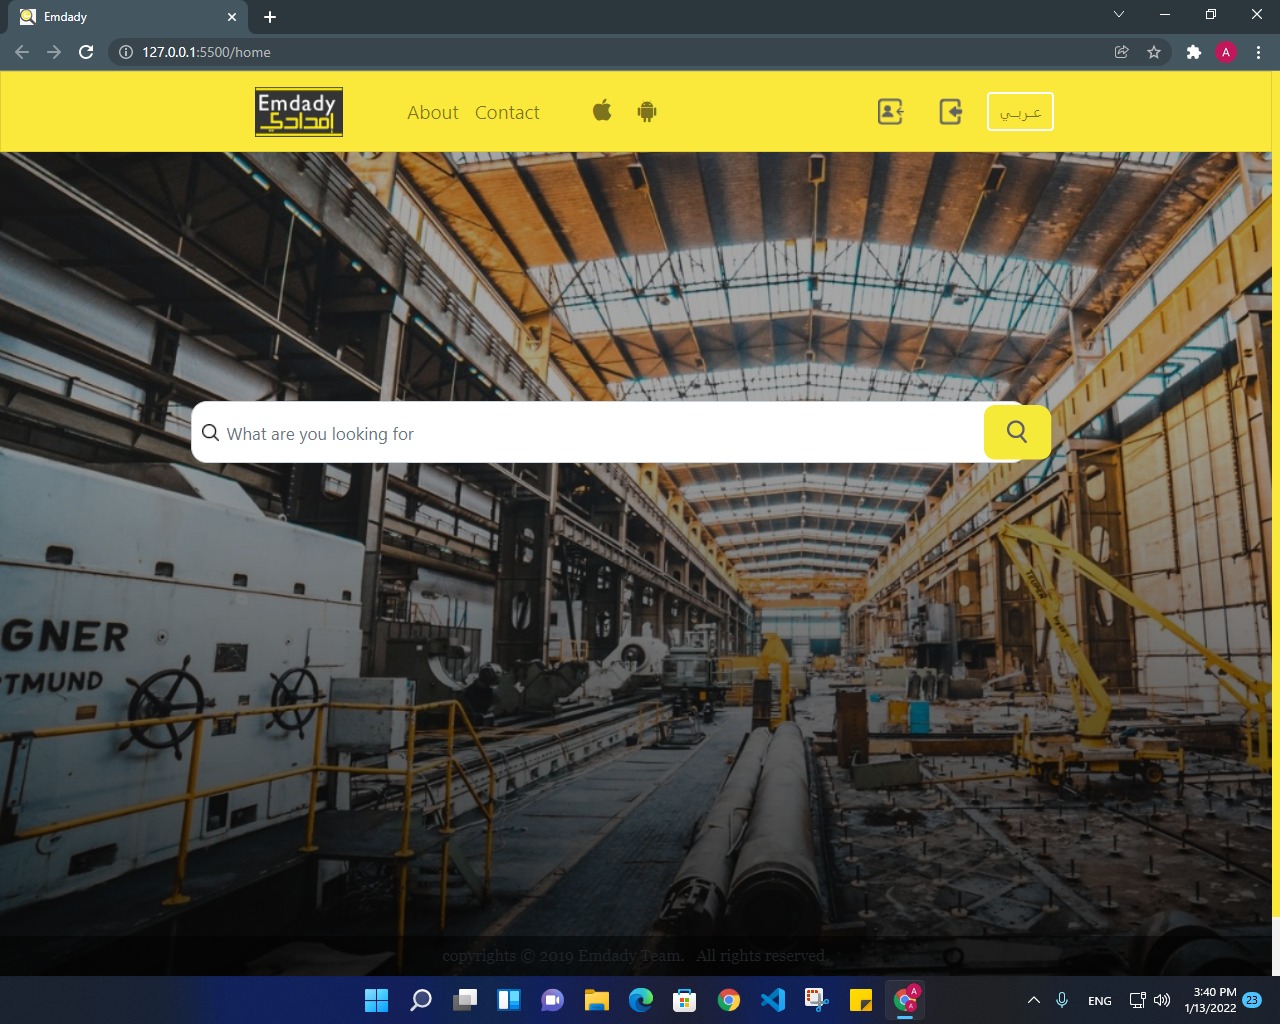 Emdady
127.0.0.1:5500/home
A
Emdady
إمدادي
About
Contact
عربي
What are you looking for
GNER
TMUND
copyrights © 2019 Emdady Team. All rights reserved.
A
A
ENG
3:40 PM
1/13/2022
23